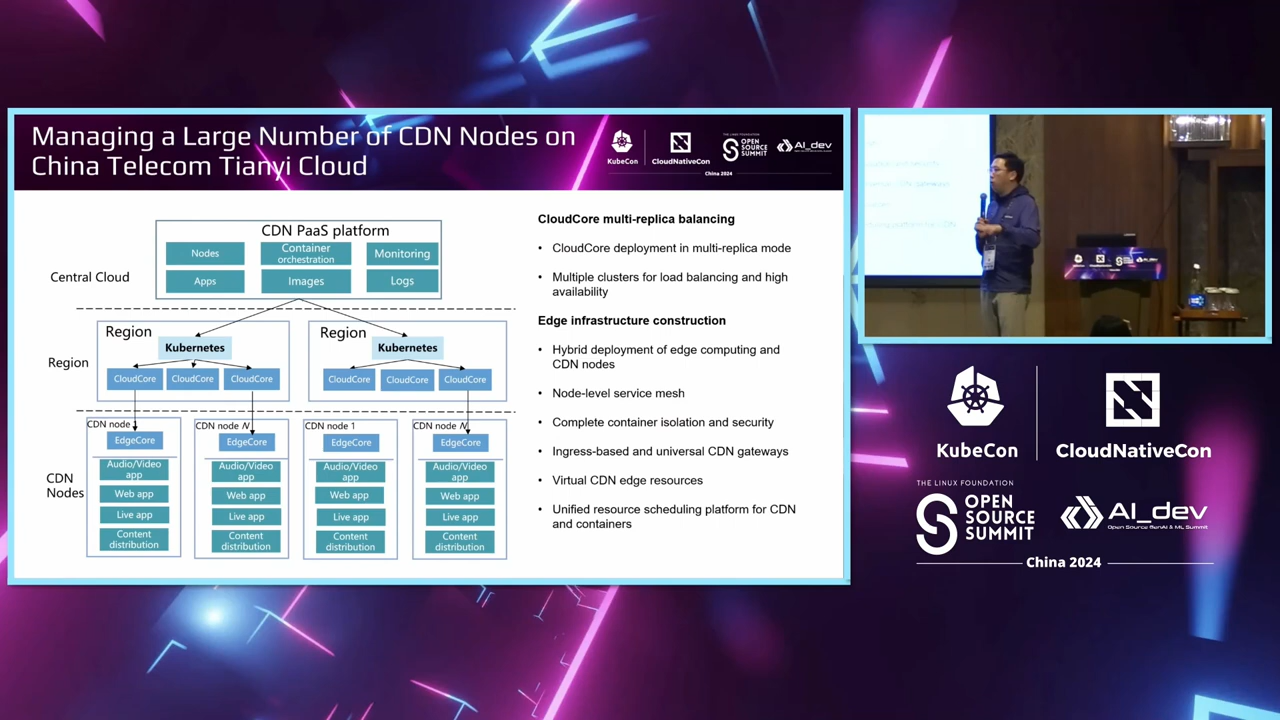 Managing a Large Number of CDN Nodes on
China Telecom Tianyi Cloud
KubeCon
CloudNativeCon
THE LINUX FOUNDATION
OPEN
SOURCE
SUMMIT
AI_dev
China 2024
CDN PaaS platform
Nodes
Container
orchestration
Monitoring
Apps
Images
Logs
Central Cloud
Region
Kubernetes
CloudCore
CloudCore
CloudCore
Region
Kubernetes
CloudCore
CloudCore
CloudCore
Region
CDN node 1
EdgeCore
Audio/Video
app
Web app
Live app
Content
distribution
CDN node N
EdgeCore
Audio/Video
app
Web app
Live app
Content
distribution
CDN node 1
EdgeCore
Audio/Video
app
Web app
Live app
Content
distribution
CDN node N
EdgeCore
Audio/Video
app
Web app
Live app
Content
distribution
CDN
Nodes
CloudCore multi-replica balancing
• CloudCore deployment in multi-replica mode
• Multiple clusters for load balancing and high
availability
Edge infrastructure construction
• Hybrid deployment of edge computing and
CDN nodes
• Node-level service mesh
• Complete container isolation and security
• Ingress-based and universal CDN gateways
• Virtual CDN edge resources
• Unified resource scheduling platform for CDN
and containers
KubeCon
CloudNativeCon
THE LINUX FOUNDATION
OPEN
SOURCE
SUMMIT
AI_dev
Open Source GenAI & ML Summit
China 2024